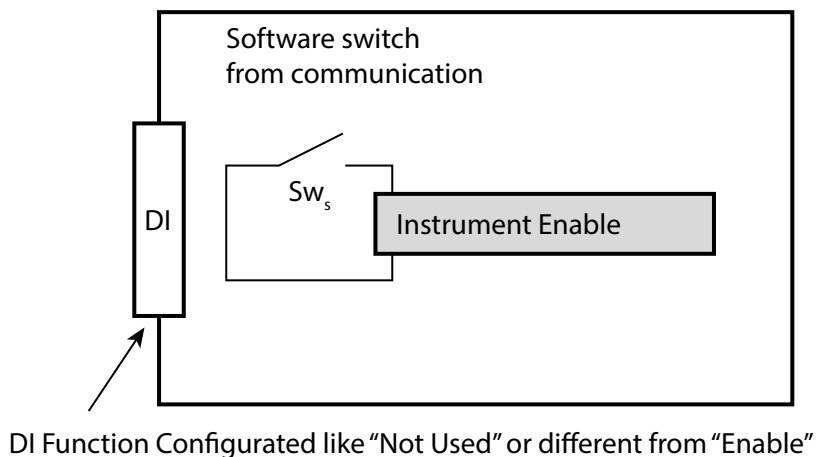 Software switch
from communication
Sws
DI
Instrument Enable
DI Function Configurated like “Not Used” or different from “Enable”